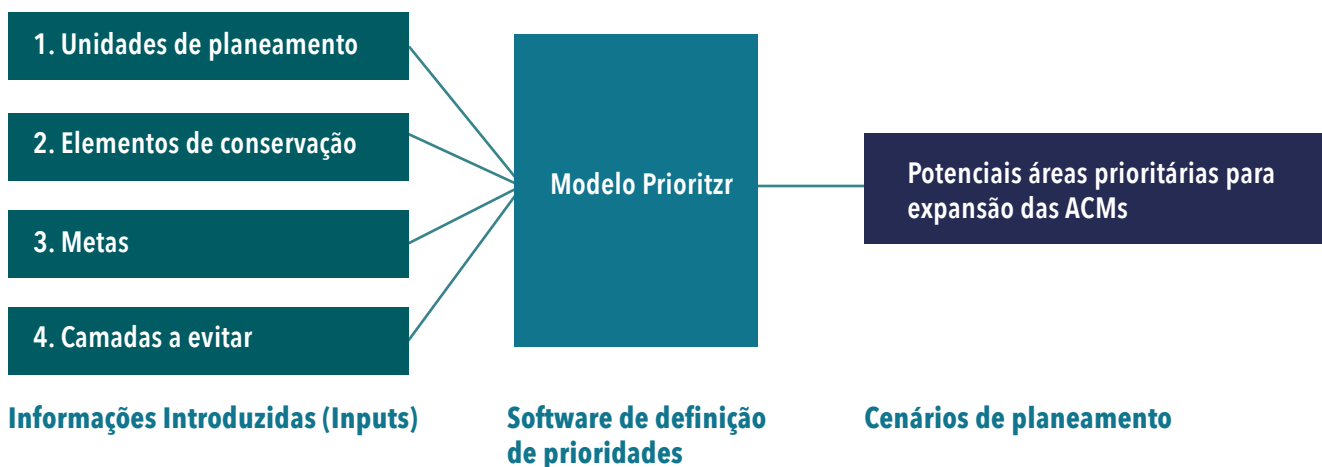 1. Unidades de planeamento
2. Elementos de conservação
3. Metas
4. Camadas a evitar
Informações Introduzidas (Inputs)
Modelo Prioritzr
Software de definição
de prioridades
Potenciais áreas prioritárias para
expansão das ACMs
Cenários de planeamento